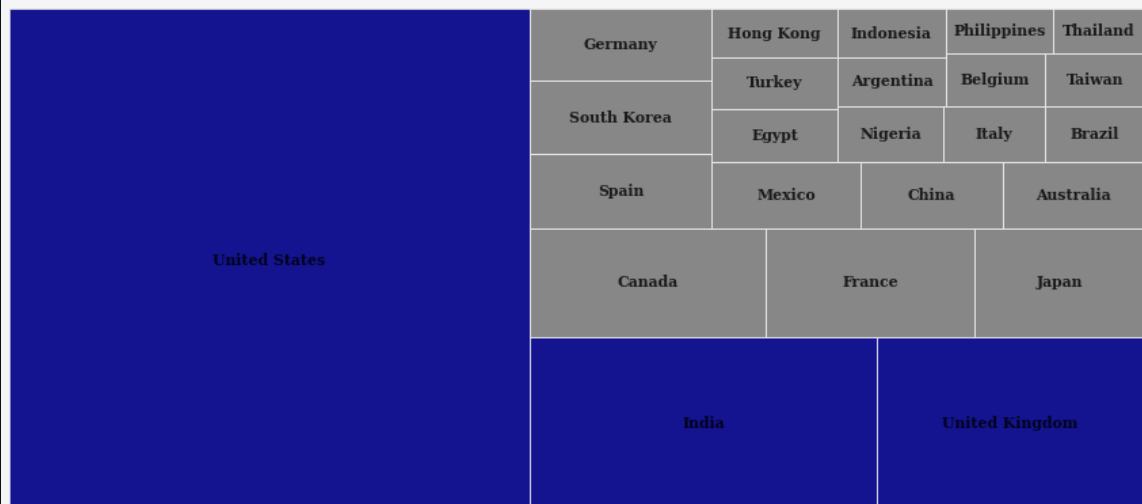 Germany
Hong Kong
Indonesia
Philippines
Thailand
Turkey
Argentina
Belgium
Taiwan
South Korea
Egypt
Nigeria
Italy
Brazil
Spain
Mexico
China
Australia
United States
Canada
France
Japan
India
United Kingdom